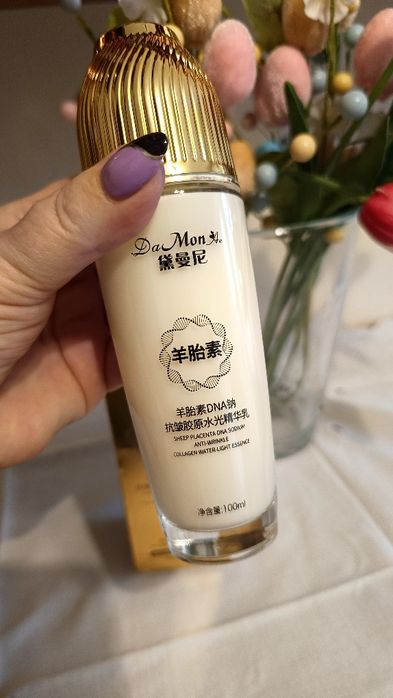 DaMon
黛曼尼
羊胎素
羊胎素DNA钠
抗皱胶原水光精华乳
SHEEP PLACENTA DNA SODIUM
ANTI-WRINKLE
COLLAGEN WATER-LIGHT ESSENCE
净含量:100ml